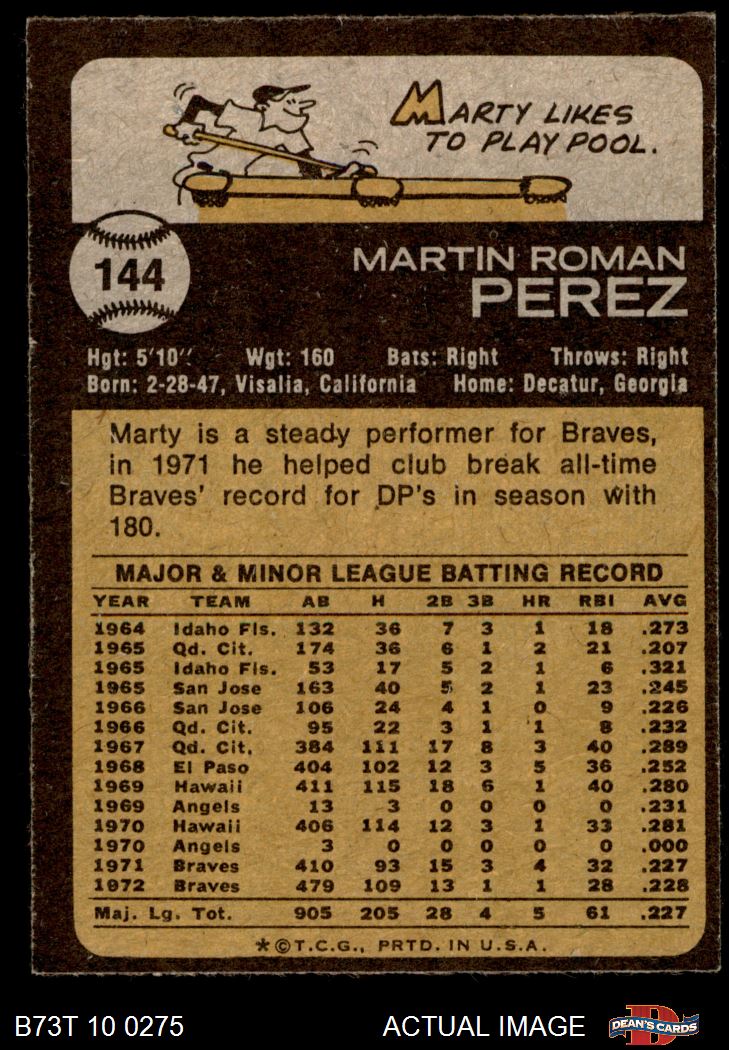 MARTY LIKES
TO PLAY POOL.
144
MARTIN ROMAN
PEREZ
Hgt: 5'10" Wgt: 160 Bats: Right Throws: Right
Born: 2-28-47, Visalia, California Home: Decatur, Georgia
Marty is a steady performer for Braves,
in 1971 he helped club break all-time
Braves' record for DP's in season with
180.
MAJOR & MINOR LEAGUE BATTING RECORD
YEAR TEAM AB H 2B 3B HR RBI AVG
1964 Idaho Fls. 132 36 7 3 1 18 .273
1965 Qd. Cit. 174 36 6 1 2 21 .207
1965 Idaho Fls. 53 17 5 2 1 6 .321
1965 San Jose 163 40 5 2 1 23 .245
1966 San Jose 106 24 4 1 0 9 .226
1966 Qd. Cit. 95 22 3 1 1 8 .232
1967 Qd. Cit. 384 111 17 8 3 40 .289
1968 El Paso 404 102 12 3 5 36 .252
1969 Hawaii 411 115 18 6 1 40 .280
1969 Angels 13 3 0 0 0 0 .231
1970 Hawaii 406 114 12 3 1 33 .281
1970 Angels 3 0 0 0 0 0 .000
1971 Braves 410 93 15 3 4 32 .227
1972 Braves 479 109 13 1 1 28 .228
Maj. Lg. Tot. 905 205 28 4 5 61 .227
*©T.C.G., PRTD. IN U.S.A.
B73T 10 0275 ACTUAL IMAGE DEAN'S CARDS